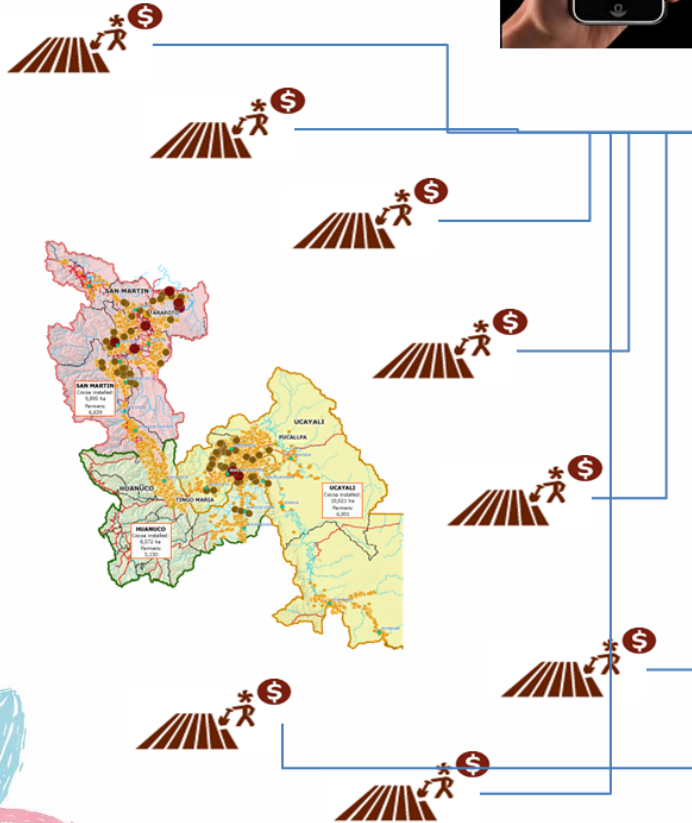 $
$
$
$
SAN MARTIN
TARAPOTO
$
SAN MARTIN
Cocoa installed:
9,895 ha
Farmers:
6,629
UCAYALI
PUCALLPA
$
HUANUCO
TINGO MARIA
UCAYALI
Cocoa installed:
10,621 ha
Farmers:
6,001
HUANUCO
Cocoa installed:
8,572 ha
Farmers:
5,130
$
$
$